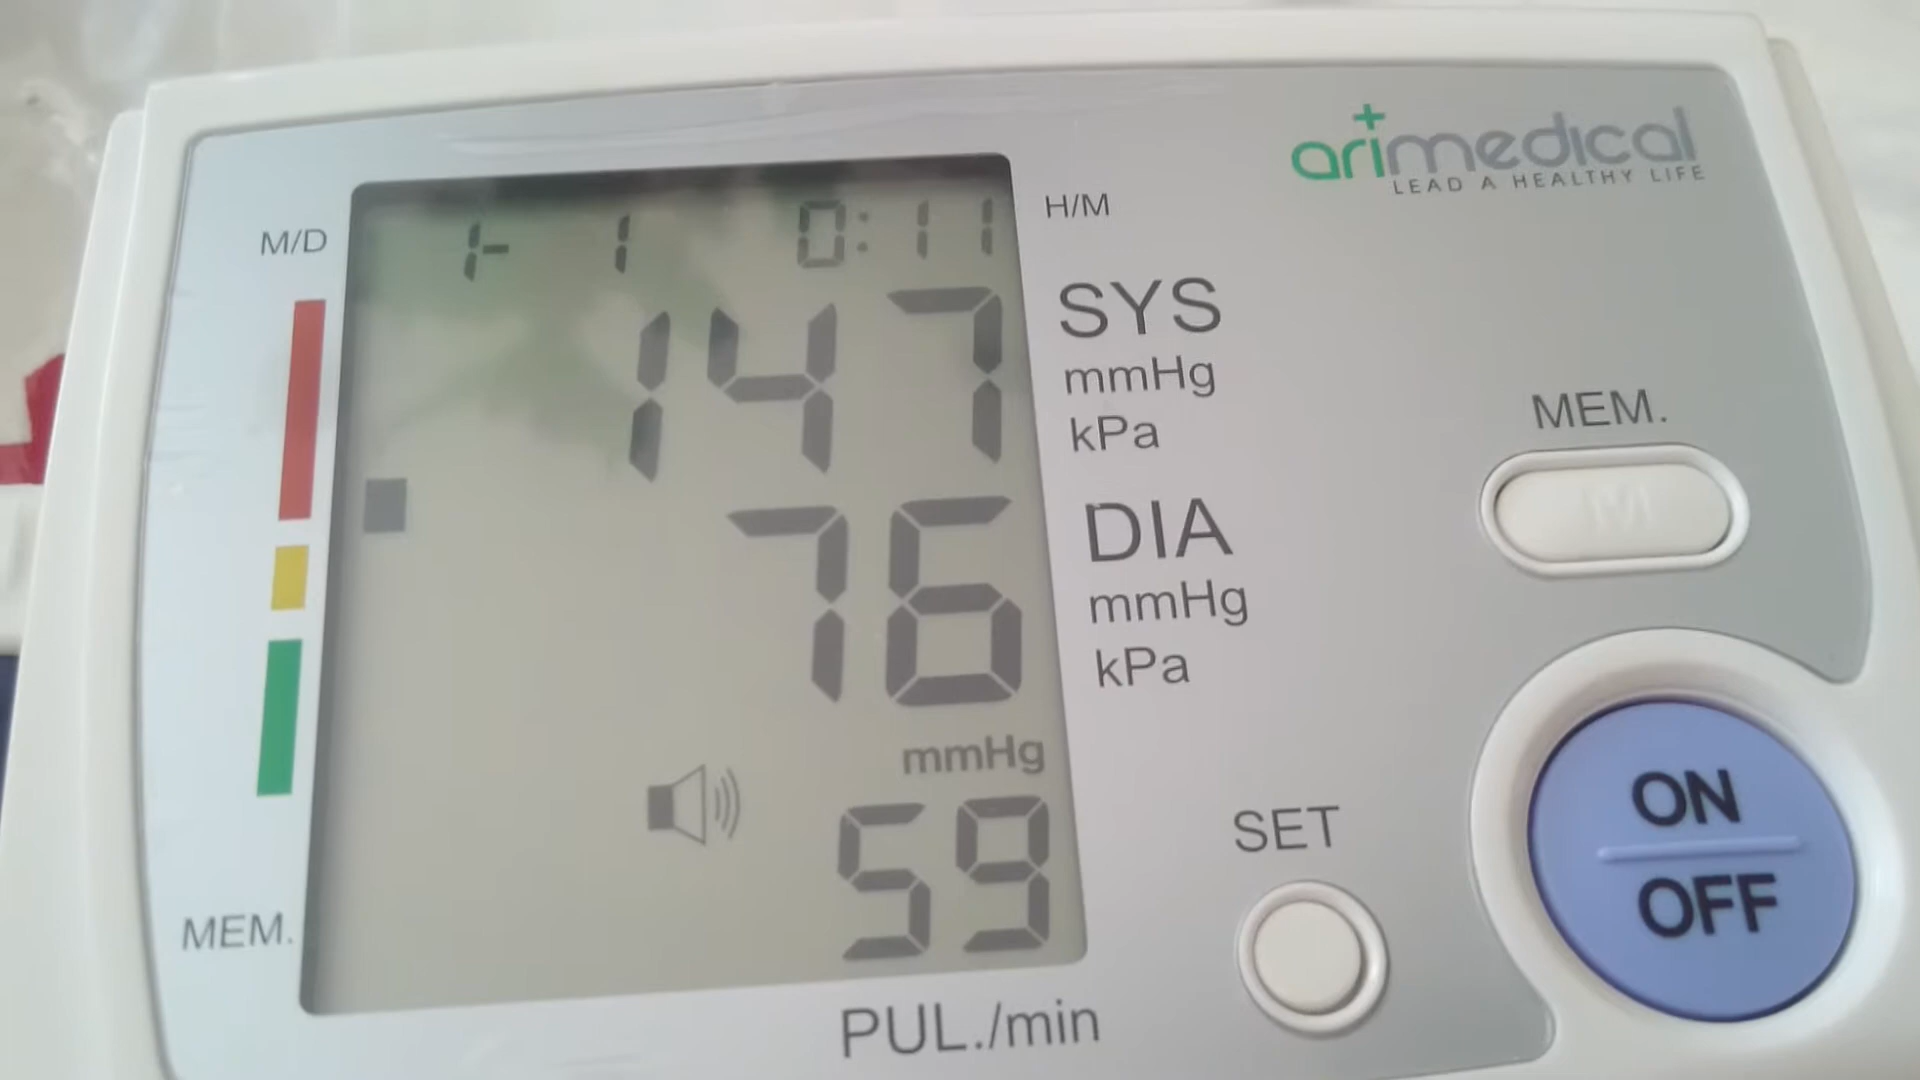 arimedical
LEAD A HEALTHY LIFE
M/D 1- 1 0:11 H/M
147 SYS
mmHg
kPa
MEM.
M
76 DIA
mmHg
kPa
mmHg
59
SET
ON
OFF
MEM.
PUL./min